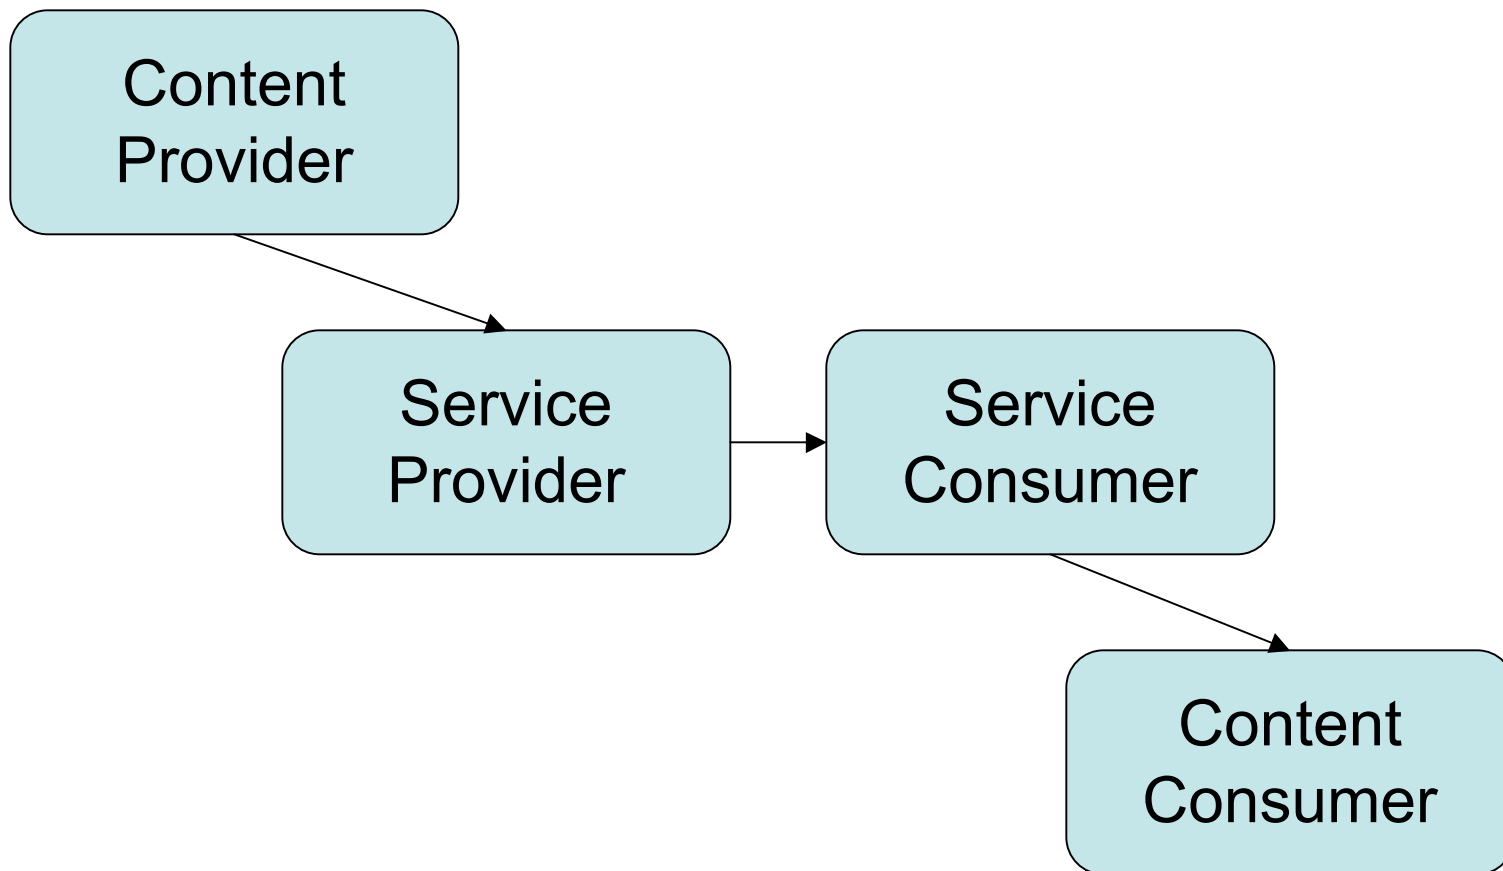 Content
Provider
Service
Provider
Service
Consumer
Content
Consumer